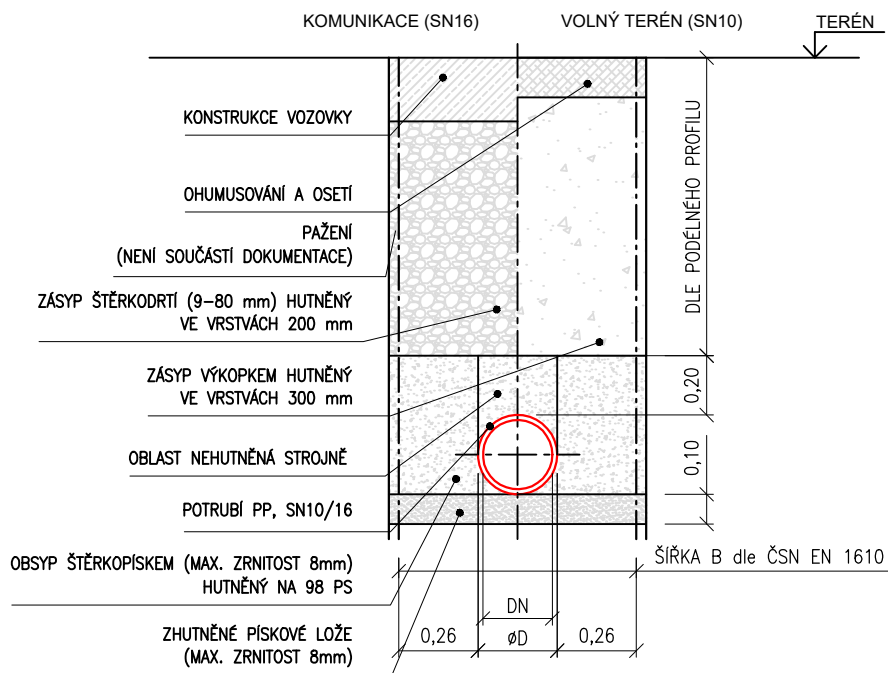 KOMUNIKACE (SN16)
VOLNÝ TERÉN (SN10)
TERÉN
KONSTRUKCE VOZOVKY
OHUMUSOVÁNÍ A OSETÍ
PAŽENÍ
(NENÍ SOUČÁSTÍ DOKUMENTACE)
ZÁSYP ŠTĚRKODRTÍ (9-80 mm) HUTNĚNÝ
VE VRSTVÁCH 200 mm
ZÁSYP VÝKOPKEM HUTNĚNÝ
VE VRSTVÁCH 300 mm
OBLAST NEHUTNĚNÁ STROJNĚ
POTRUBÍ PP, SN10/16
OBSYP ŠTĚRKOPÍSKEM (MAX. ZRNITOST 8mm)
HUTNĚNÝ NA 98 PS
ZHUTNĚNÉ PÍSKOVÉ LOŽE
(MAX. ZRNITOST 8mm)
DLE PODÉLNÉHO PROFILU
0,20
0,10
ŠÍŘKA B dle ČSN EN 1610
DN
0,26
øD
0,26